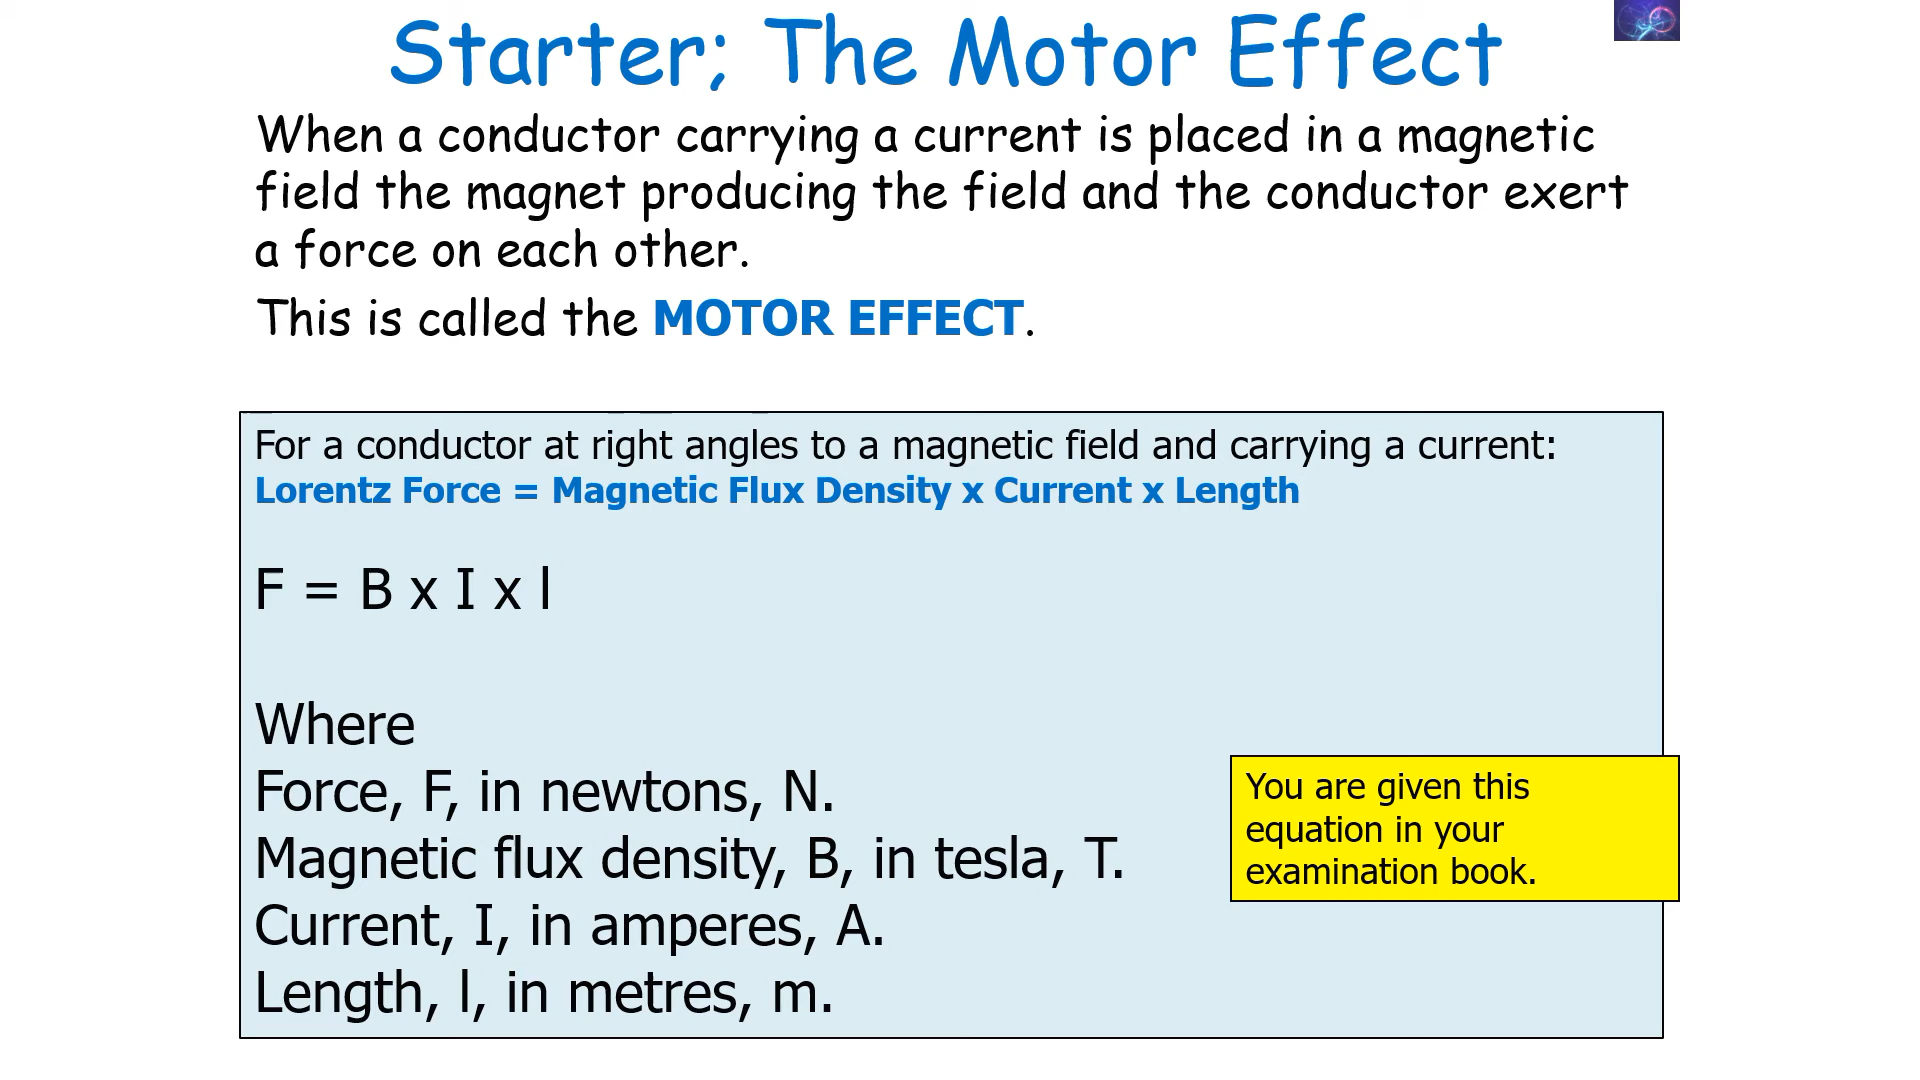 Starter; The Motor Effect
When a conductor carrying a current is placed in a magnetic
field the magnet producing the field and the conductor exert
a force on each other.
This is called the MOTOR EFFECT.
For a conductor at right angles to a magnetic field and carrying a current:
Lorentz Force = Magnetic Flux Density x Current x Length
F = B x I x l
Where
Force, F, in newtons, N.
Magnetic flux density, B, in tesla, T.
Current, I, in amperes, A.
Length, l, in metres, m.
You are given this
equation in your
examination book.